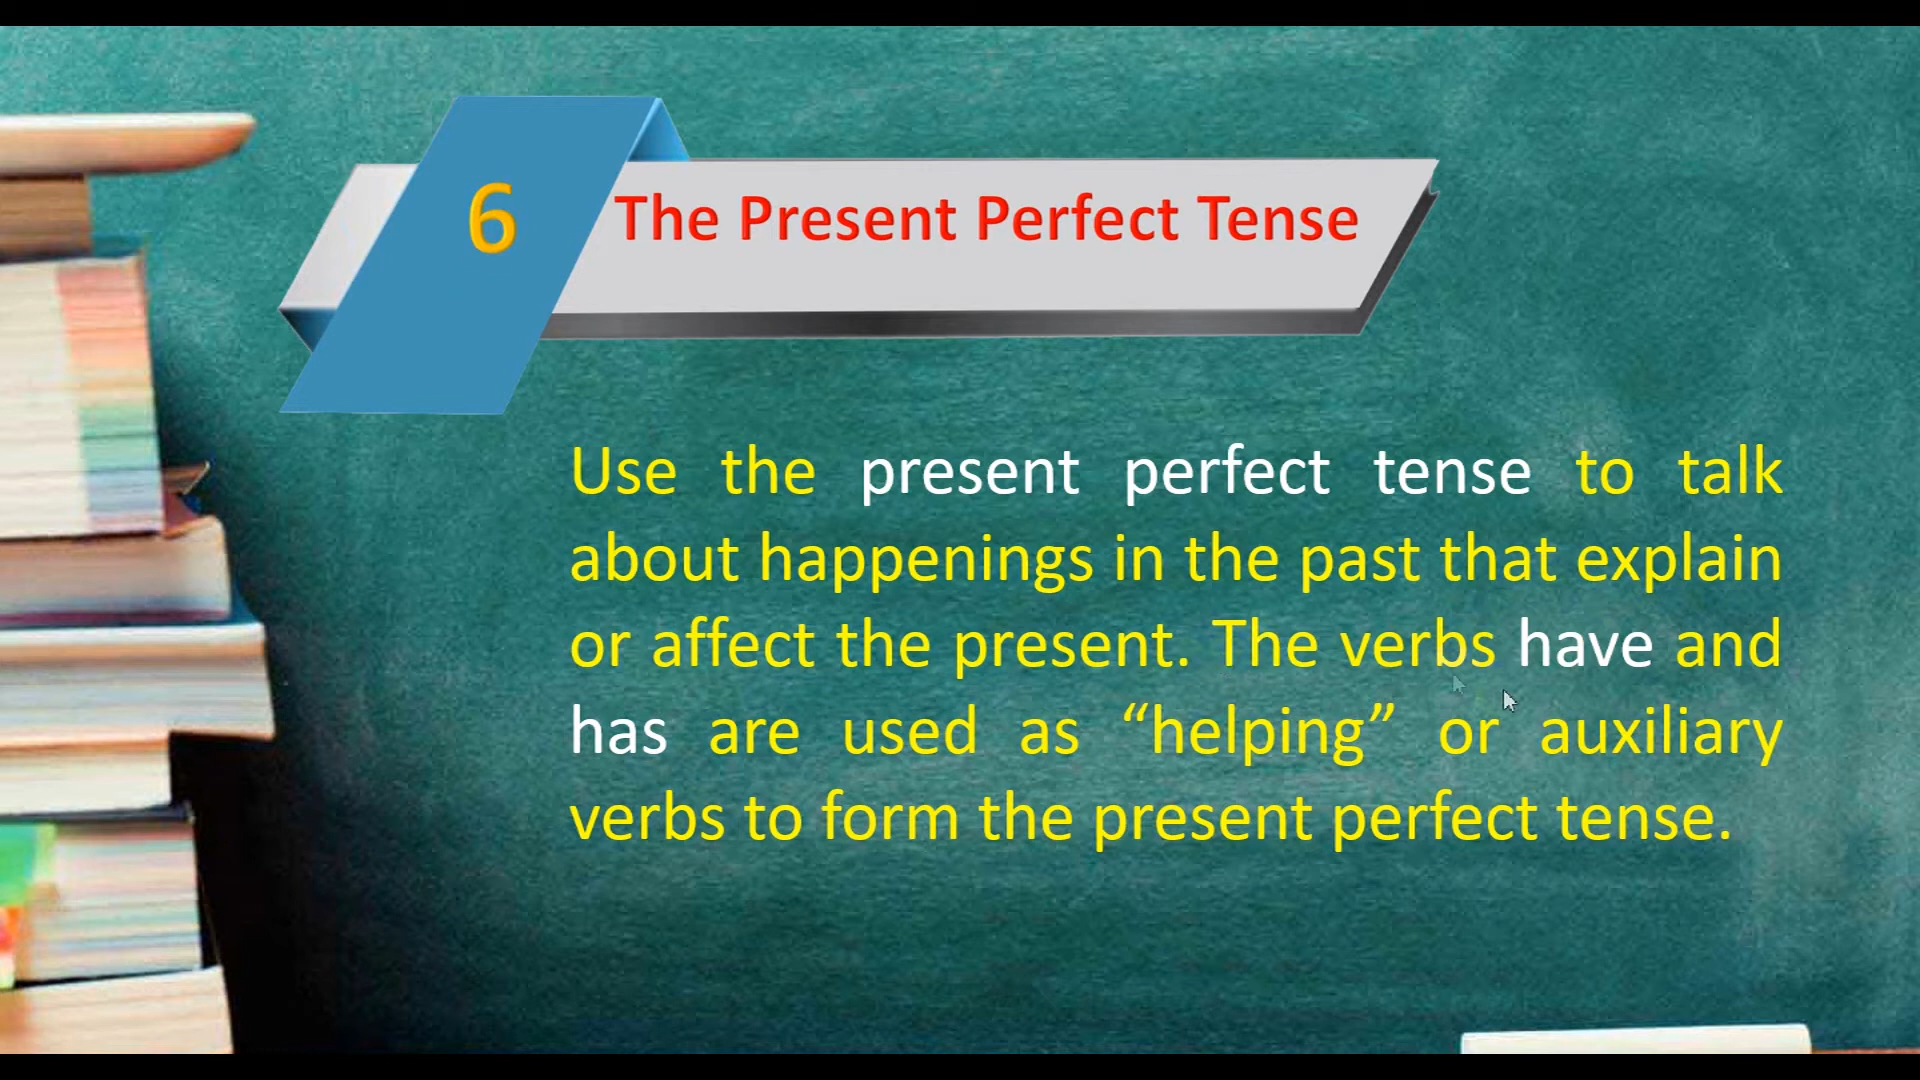 6
The Present Perfect Tense
Use the present perfect tense to talk
about happenings in the past that explain
or affect the present. The verbs have and
has are used as “helping” or auxiliary
verbs to form the present perfect tense.